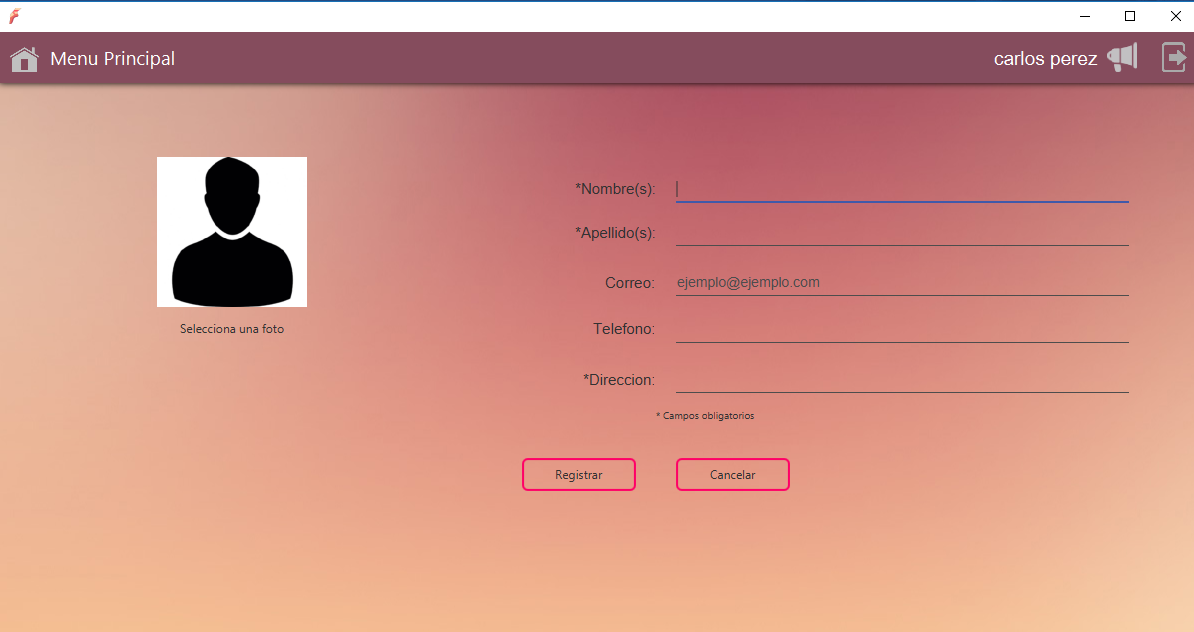 Menu Principal
carlos perez
*Nombre(s):
*Apellido(s):
Correo: ejemplo@ejemplo.com
Selecciona una foto
Telefono:
*Direccion:
* Campos obligatorios
Registrar
Cancelar